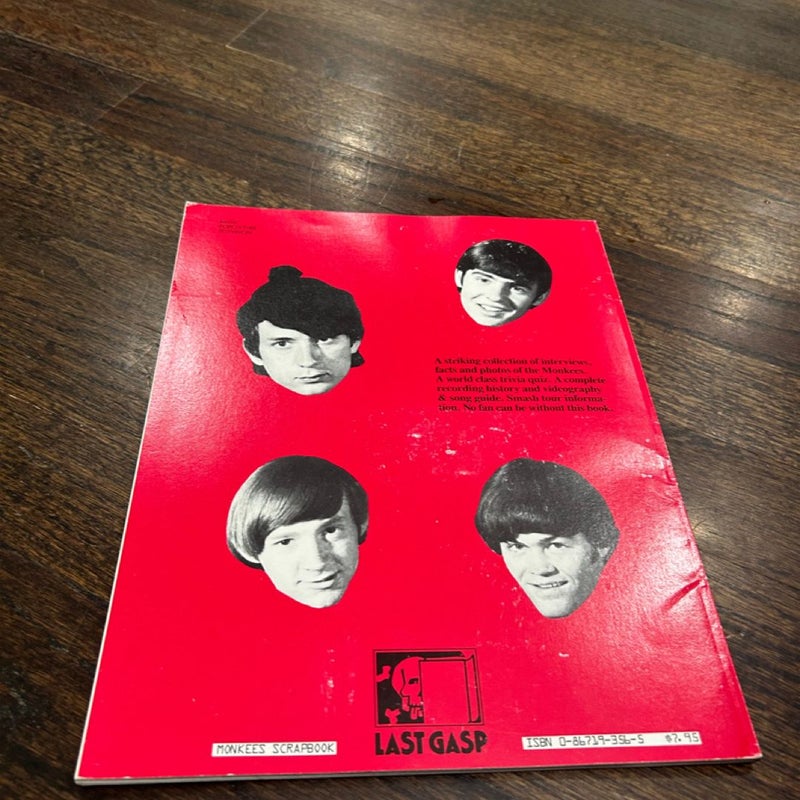 A striking collection of interviews,
facts and photos of the Monkees.
A world class trivia quiz. A complete
recording history and videography
& song guide. Smash tour informa-
tion. No fan can be without this book.
LAST GASP
MONKEES SCRAPBOOK
ISBN 0-86719-356-5 $7.95